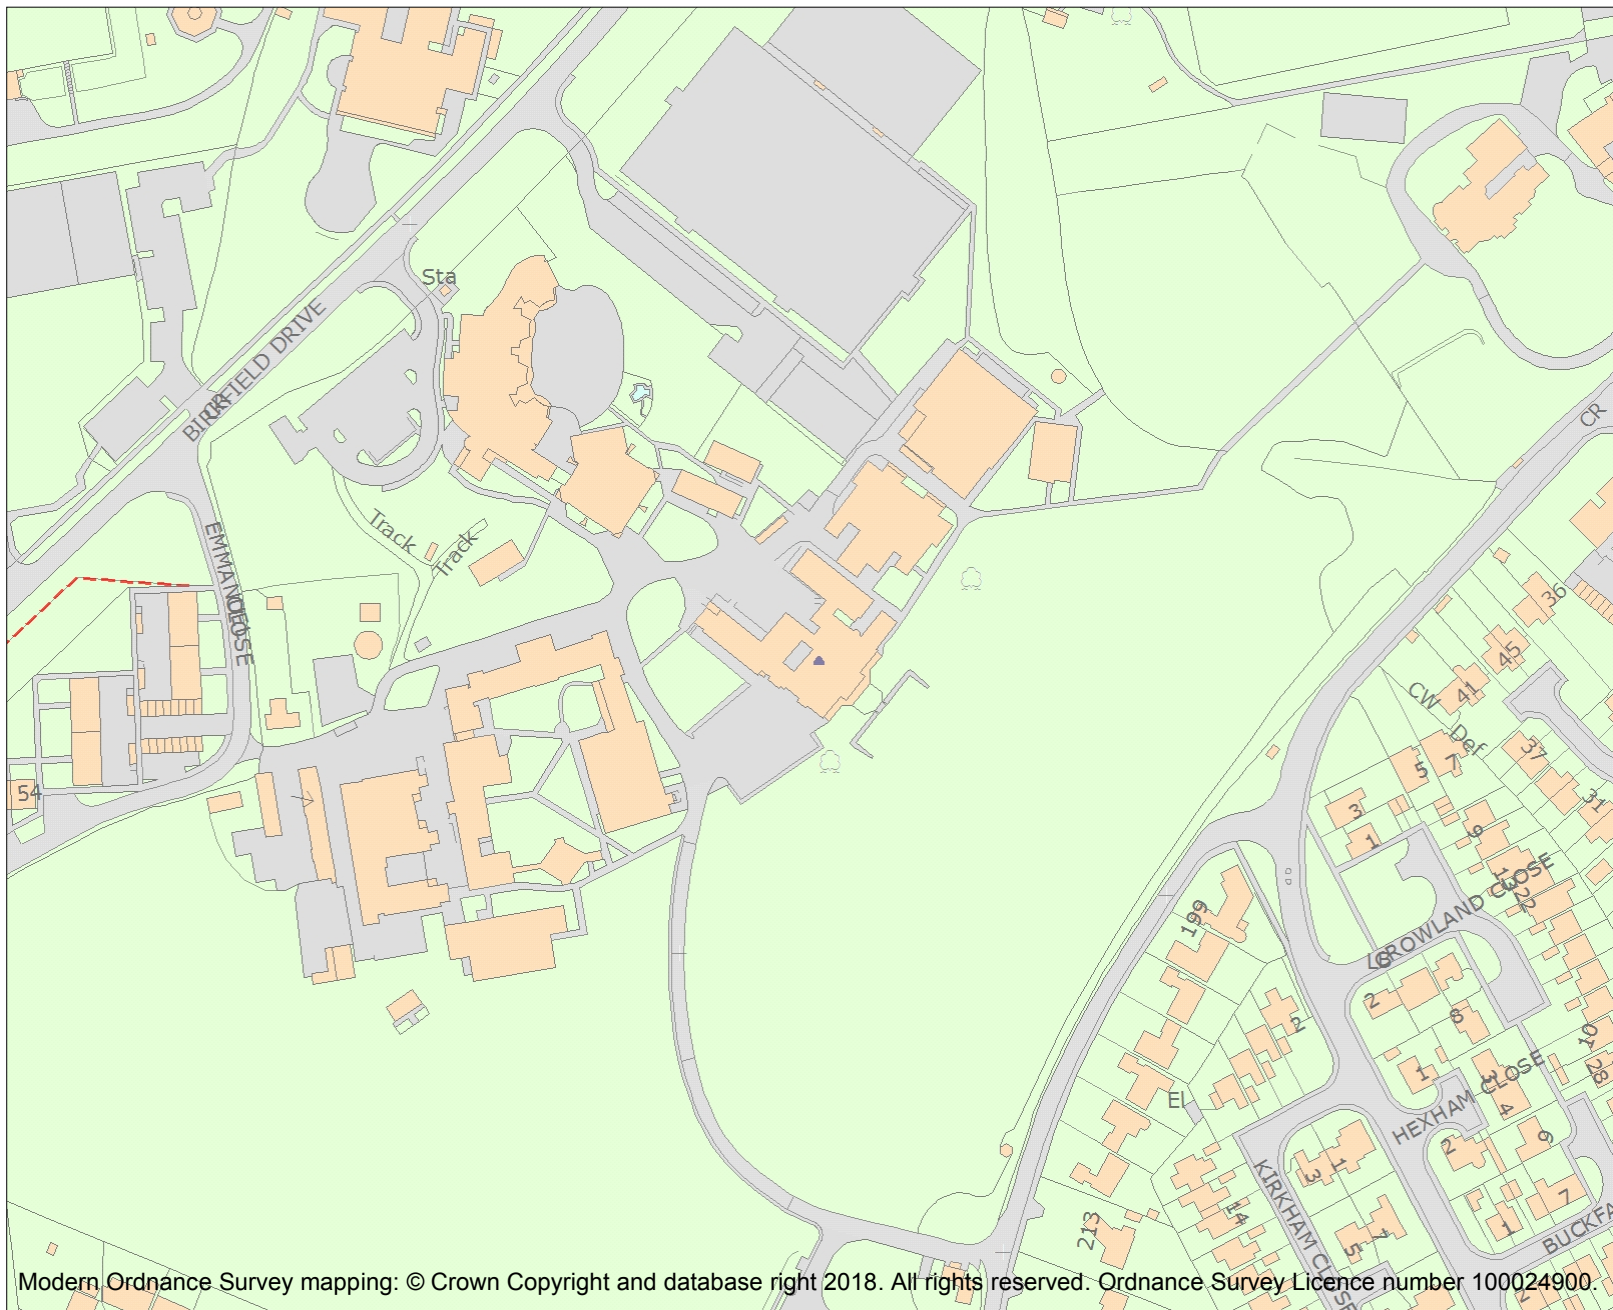 Sta
BIRKFIELD DRIVE
CR
Track
Track
EMMANUEL
CLOSE
36
45
41
CW
Def
37
7
5
54
3
31
1
9
13
22
CROWLAND CLOSE
199
LB
2
8
2
10
1
3
28
HEXHAM CLOSE
El
4
2
6
3
1
KIRKHAM CLOSE
14
7
1
213
5
7
BUCKFA
2
Modern Ordnance Survey mapping: © Crown Copyright and database right 2018. All rights reserved. Ordnance Survey Licence number 100024900.